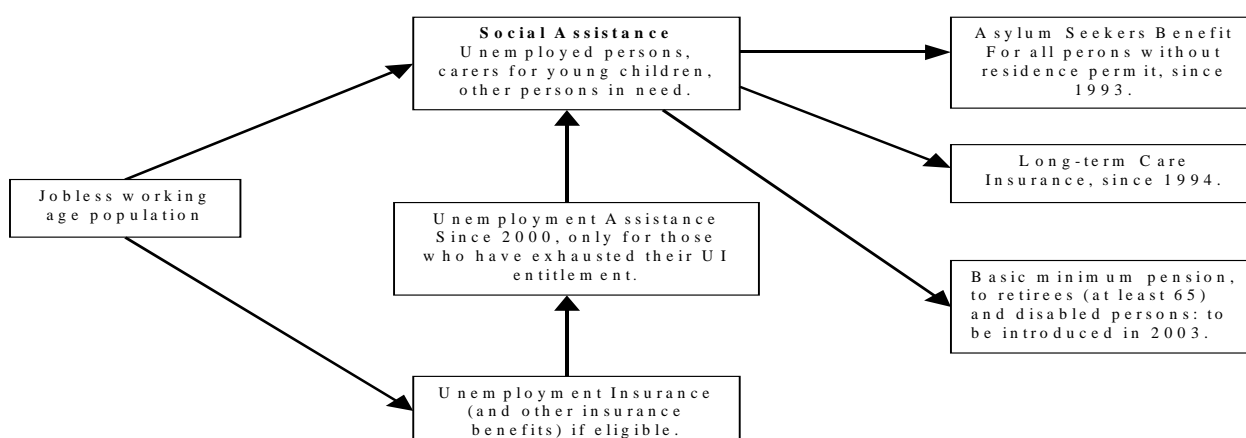 Social Assistance
Unemployed persons,
carers for young children,
other persons in need.
Asylum Seekers Benefit
For all perons without
residence permit, since
1993.
Long-term Care
Insurance, since 1994.
Jobless working
age population
Unemployment Assistance
Since 2000, only for those
who have exhausted their UI
entitlement.
Basic minimum pension,
to retirees (at least 65)
and disabled persons: to
be introduced in 2003.
Unemployment Insurance
(and other insurance
benefits) if eligible.